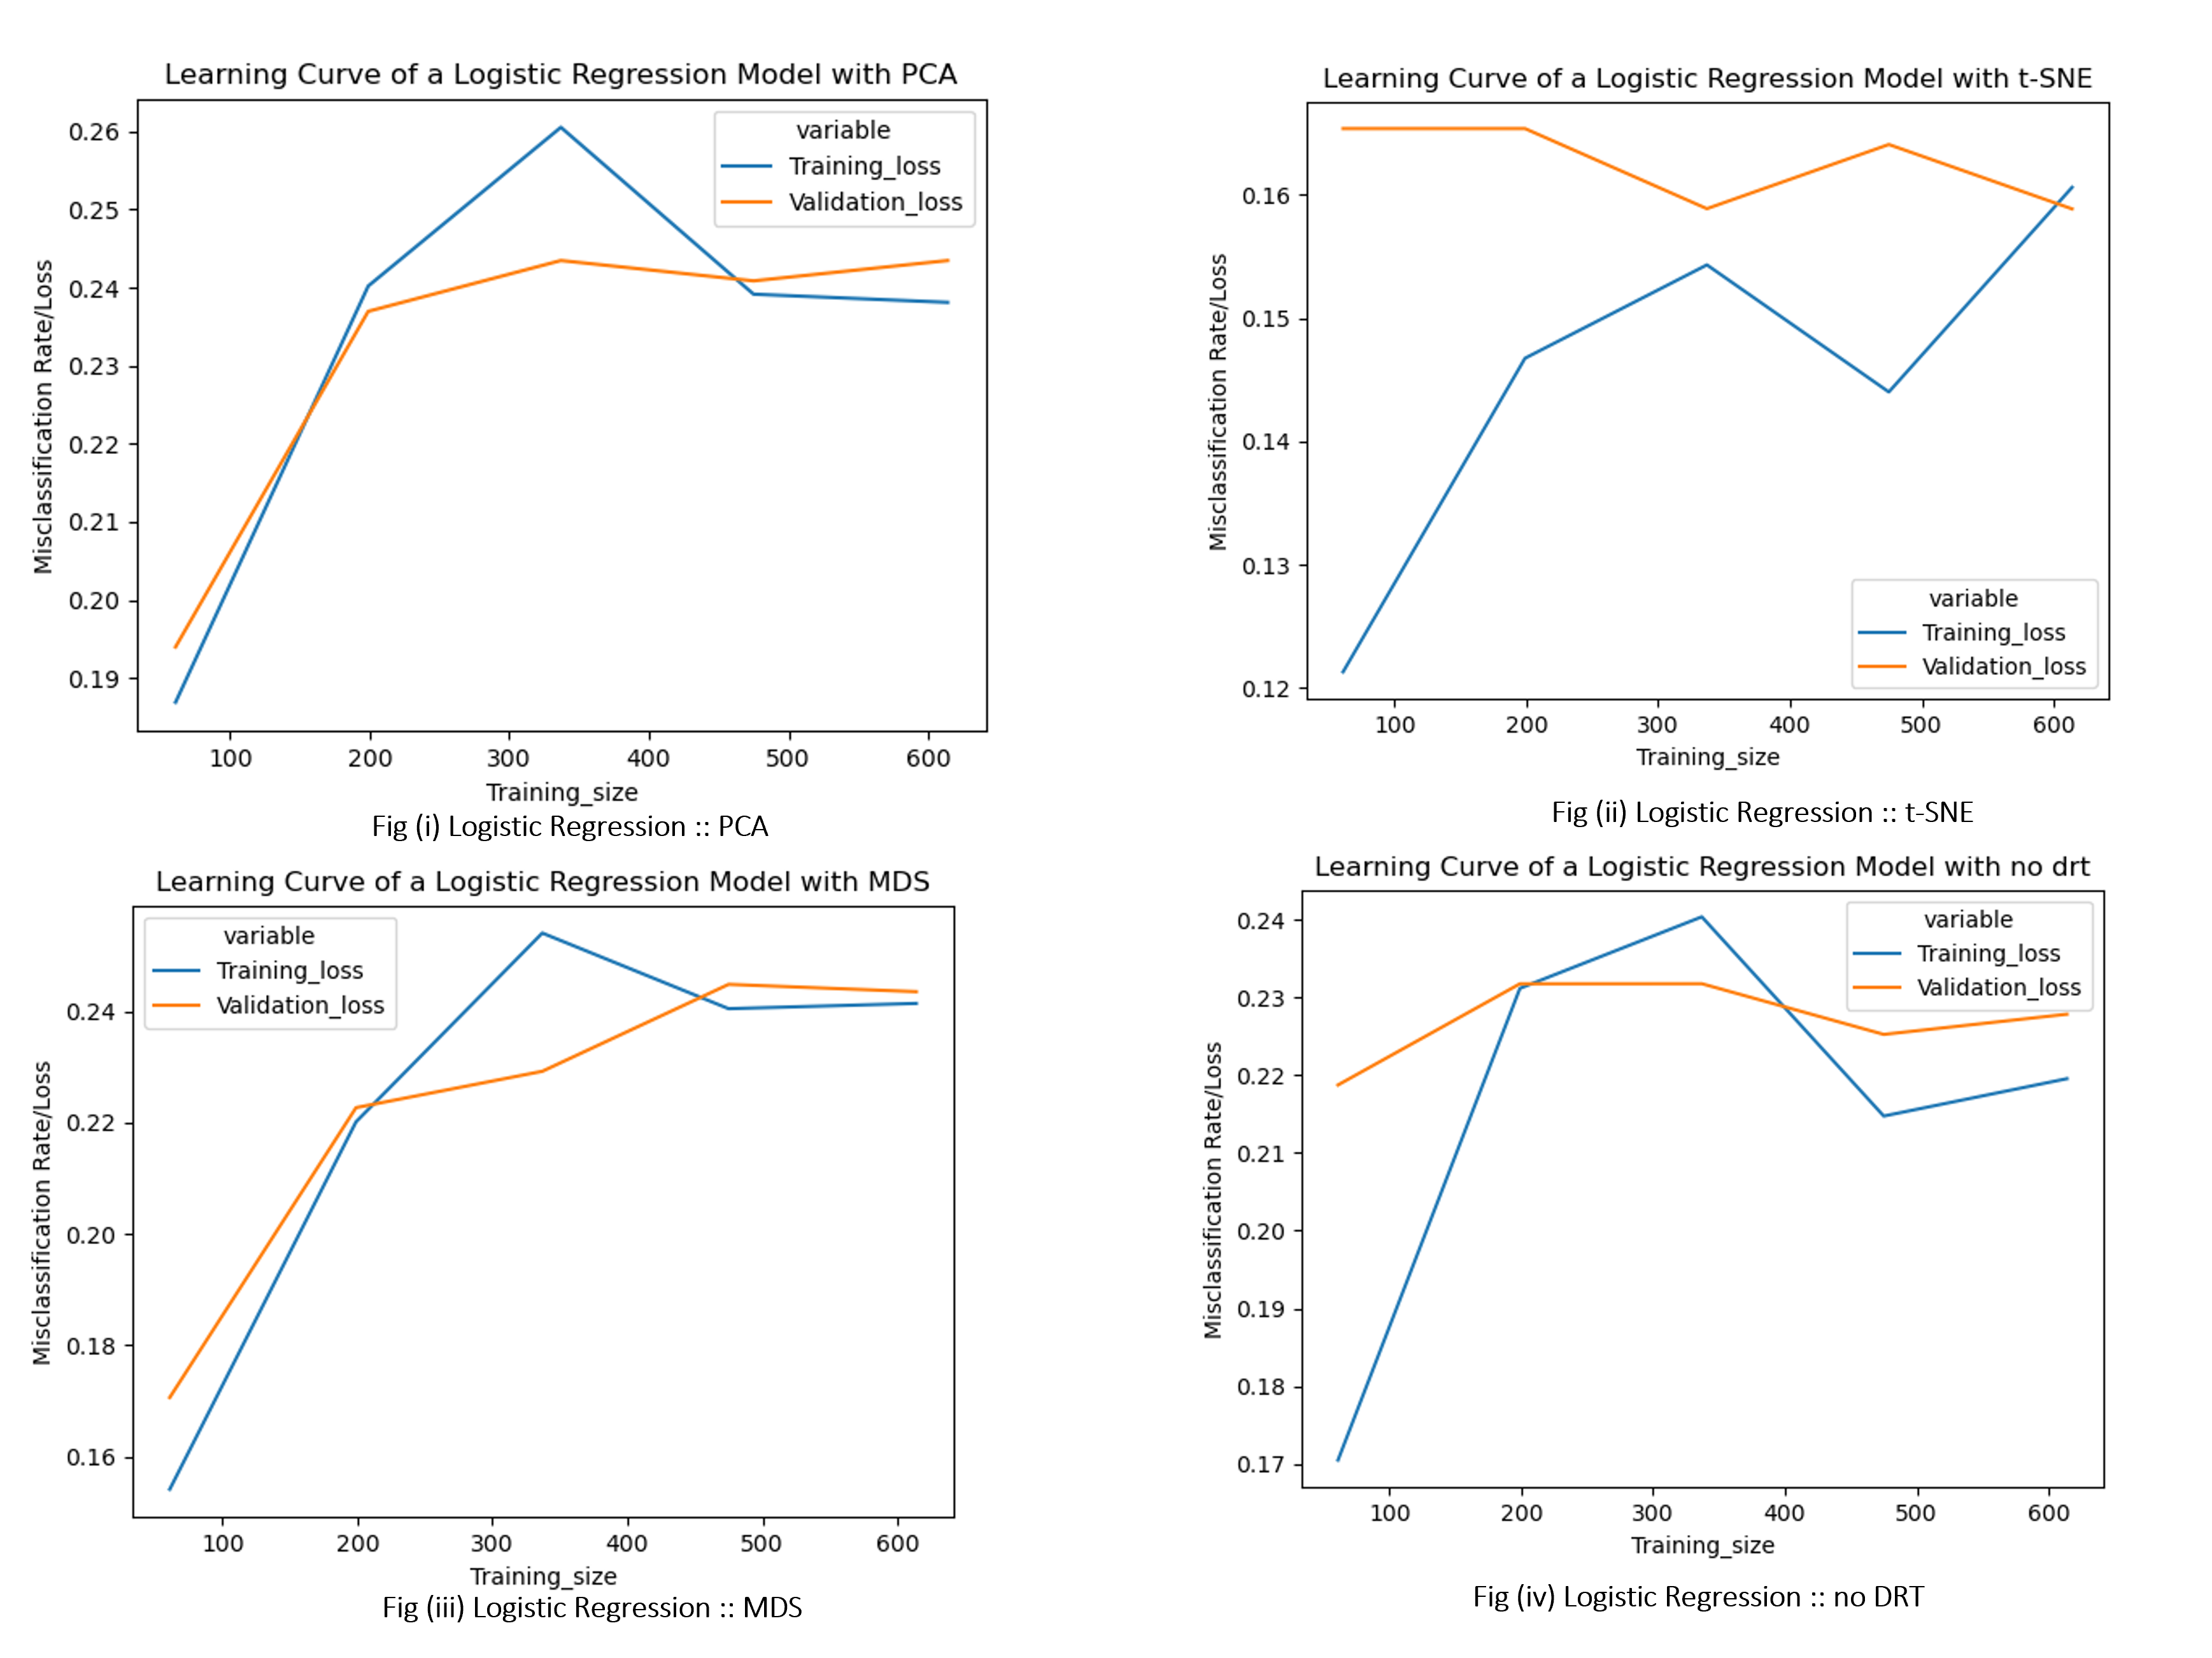 Learning Curve of a Logistic Regression Model with PCA
variable
Training_loss
Validation_loss
0.26
0.25
0.24
0.23
0.22
0.21
0.20
0.19
Misclassification Rate/Loss
100 200 300 400 500 600
Training_size
Fig (i) Logistic Regression :: PCA
Learning Curve of a Logistic Regression Model with t-SNE
0.16
0.15
0.14
0.13
0.12
Misclassification Rate/Loss
variable
Training_loss
Validation_loss
100 200 300 400 500 600
Training_size
Fig (ii) Logistic Regression :: t-SNE
Learning Curve of a Logistic Regression Model with MDS
variable
Training_loss
Validation_loss
0.24
0.22
0.20
0.18
0.16
Misclassification Rate/Loss
100 200 300 400 500 600
Training_size
Fig (iii) Logistic Regression :: MDS
Learning Curve of a Logistic Regression Model with no drt
variable
Training_loss
Validation_loss
0.24
0.23
0.22
0.21
0.20
0.19
0.18
0.17
Misclassification Rate/Loss
100 200 300 400 500 600
Training_size
Fig (iv) Logistic Regression :: no DRT